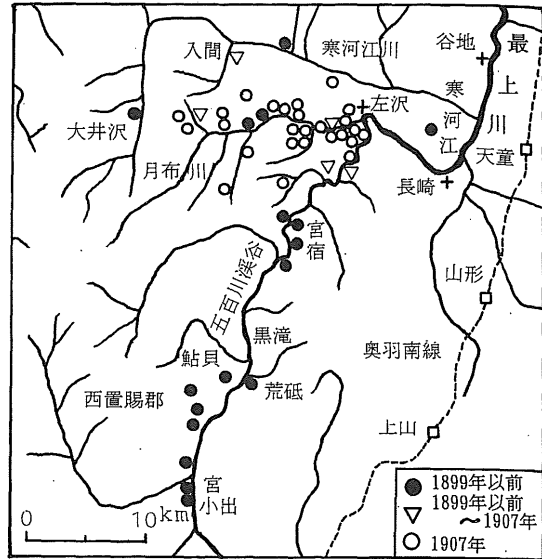 入間
寒河江川
谷地
最上川
寒河江
左沢
大井沢
月布川
天童
長崎
宮宿
五百川渓谷
山形
黒滝
奥羽南線
鮎貝
西置賜郡
荒砥
上山
宮
小出
0 10 km
1899年以前
1899年以前
〜1907年
1907年